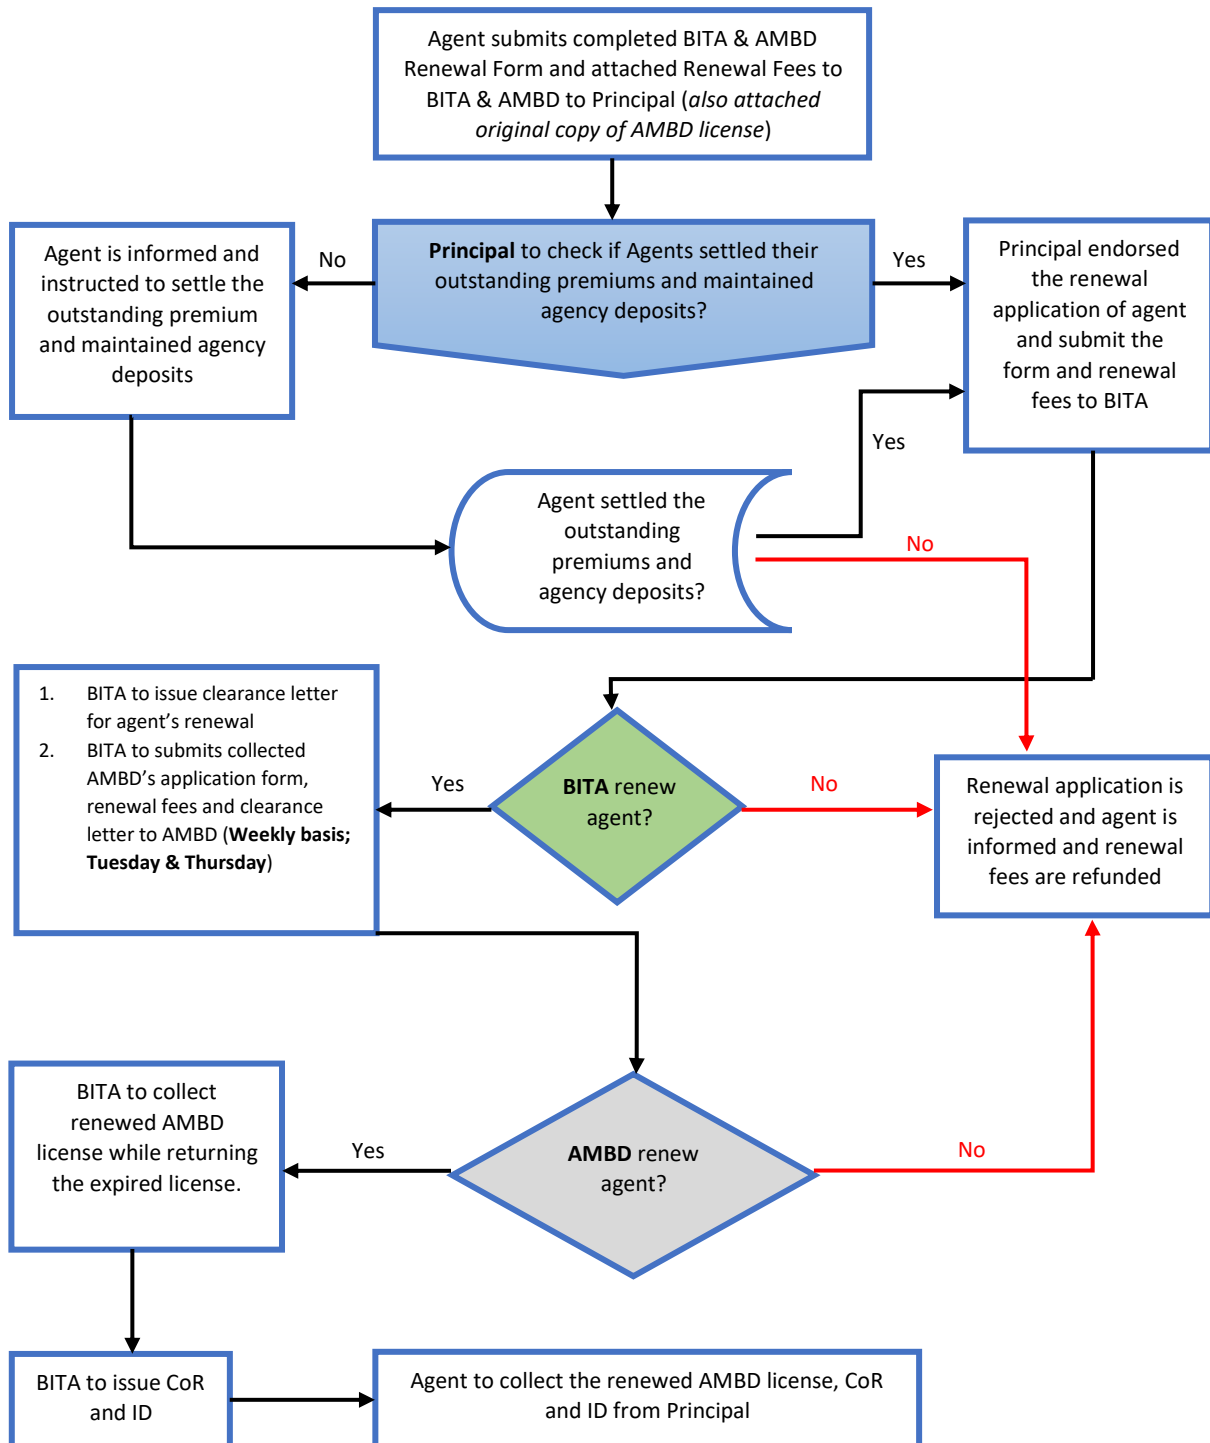 Agent submits completed BITA & AMBD
Renewal Form and attached Renewal Fees to
BITA & AMBD to Principal (also attached
original copy of AMBD license)
Agent is informed and
instructed to settle the
outstanding premium
and maintained agency
deposits
No
Principal to check if Agents settled their
outstanding premiums and maintained
agency deposits?
Yes
Principal endorsed
the renewal
application of agent
and submit the
form and renewal
fees to BITA
Yes
Agent settled the
outstanding
premiums and
agency deposits?
No
1. BITA to issue clearance letter
for agent’s renewal
2. BITA to submits collected
AMBD’s application form,
renewal fees and clearance
letter to AMBD (Weekly basis;
Tuesday & Thursday)
Yes
BITA renew
agent?
No
Renewal application is
rejected and agent is
informed and renewal
fees are refunded
BITA to collect
renewed AMBD
license while returning
the expired license.
Yes
AMBD renew
agent?
No
BITA to issue CoR
and ID
Agent to collect the renewed AMBD license, CoR
and ID from Principal